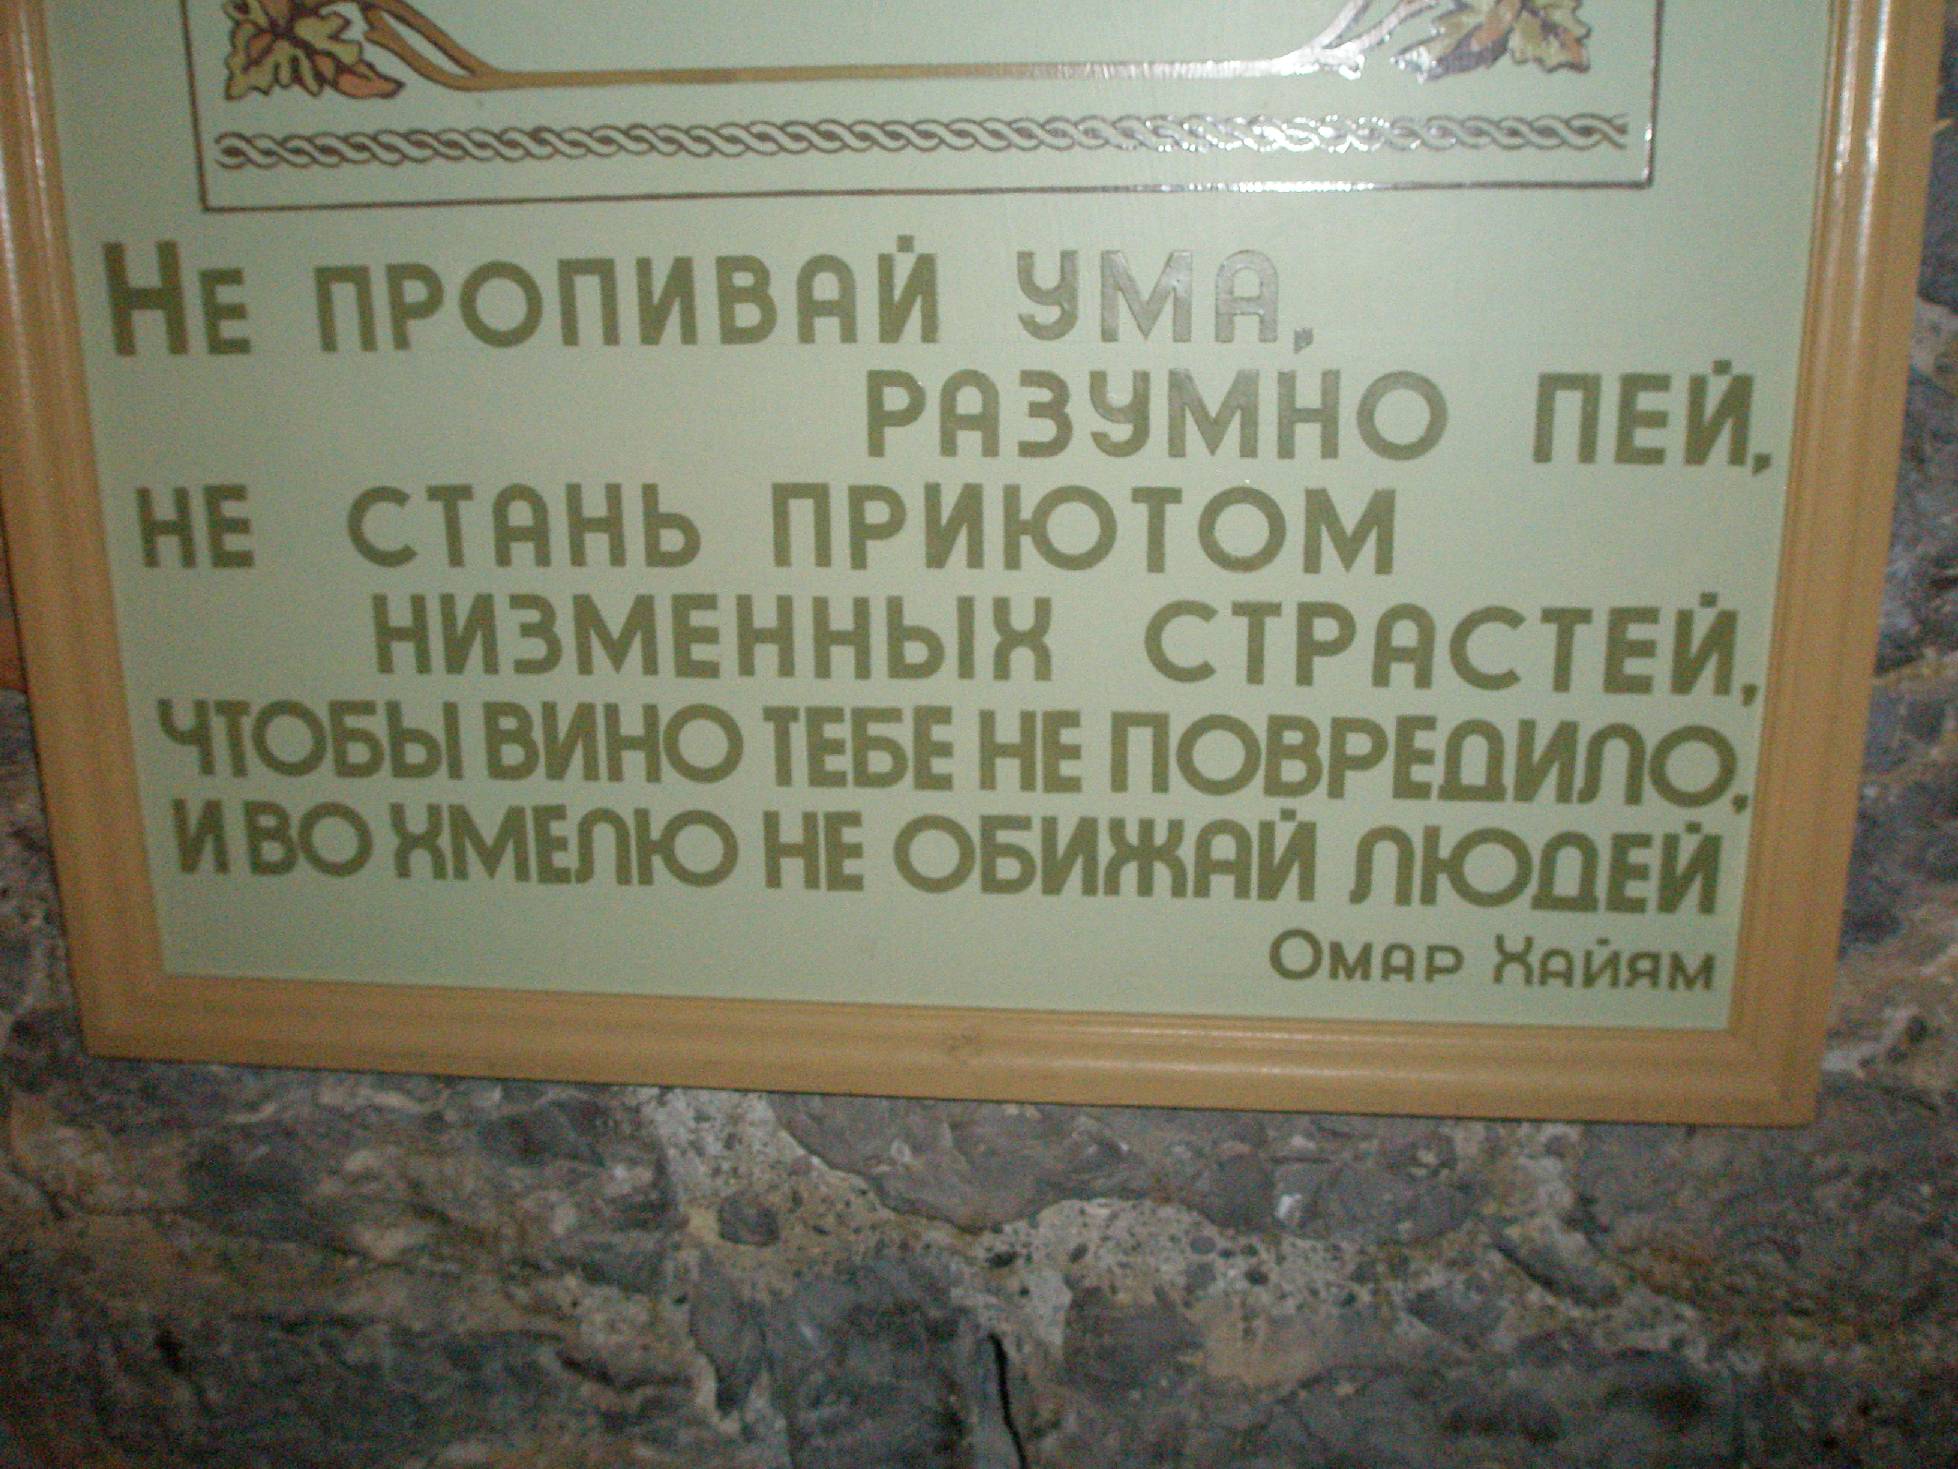 Не пропивай ума,
разумно пей,
не стань приютом
низменных страстей,
чтобы вино тебе не повредило,
и во хмелю не обижай людей
Омар Хайям